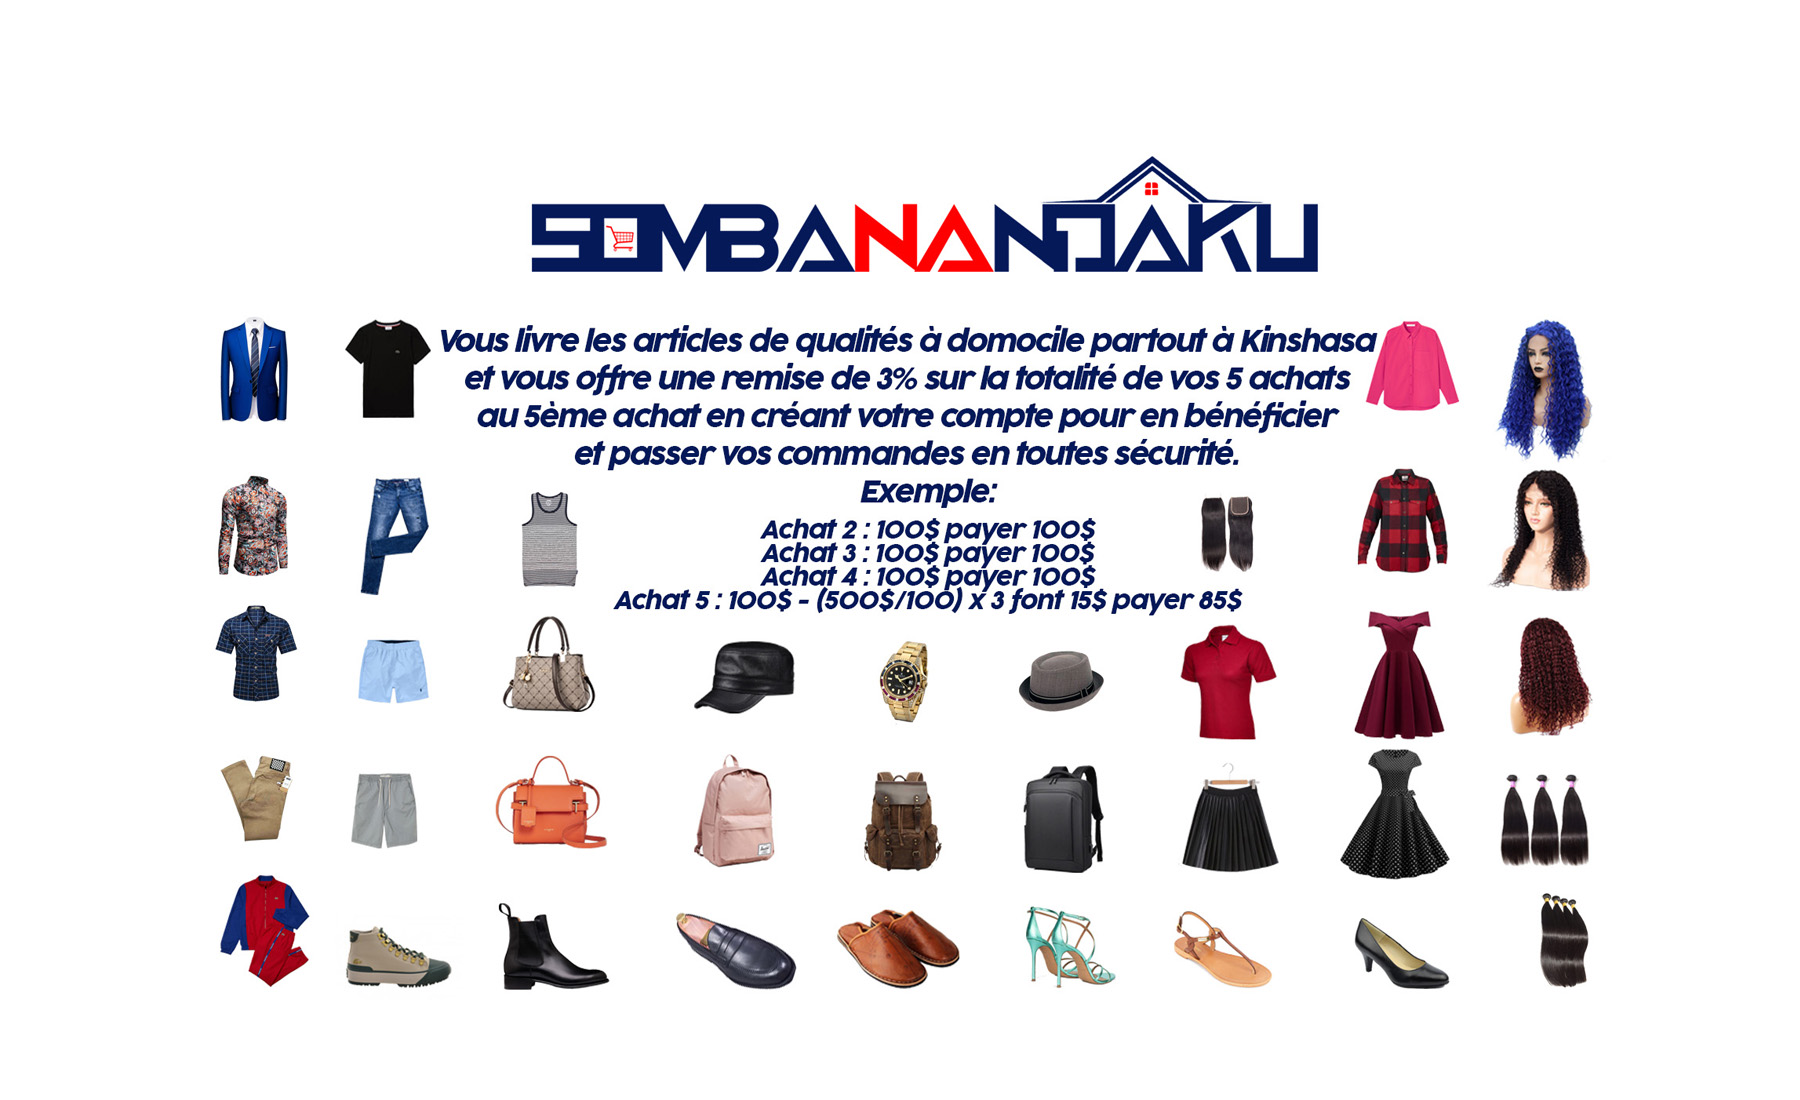 SOMBANANDAKU
Vous livre les articles de qualités à domocile partout à Kinshasa
et vous offre une remise de 3% sur la totalité de vos 5 achats
au 5ème achat en créant votre compte pour en bénéficier
et passer vos commandes en toutes sécurité.
Exemple:
Achat 2 : 100$ payer 100$
Achat 3 : 100$ payer 100$
Achat 4 : 100$ payer 100$
Achat 5 : 100$ - (500$/100) x 3 font 15$ payer 85$